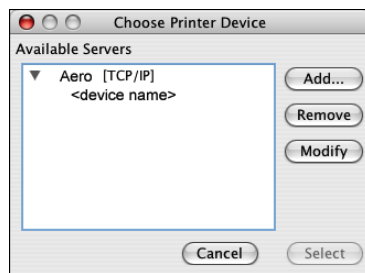 Choose Printer Device
Available Servers
Aero [TCP/IP]
<device name>
Add...
Remove
Modify
Cancel
Select